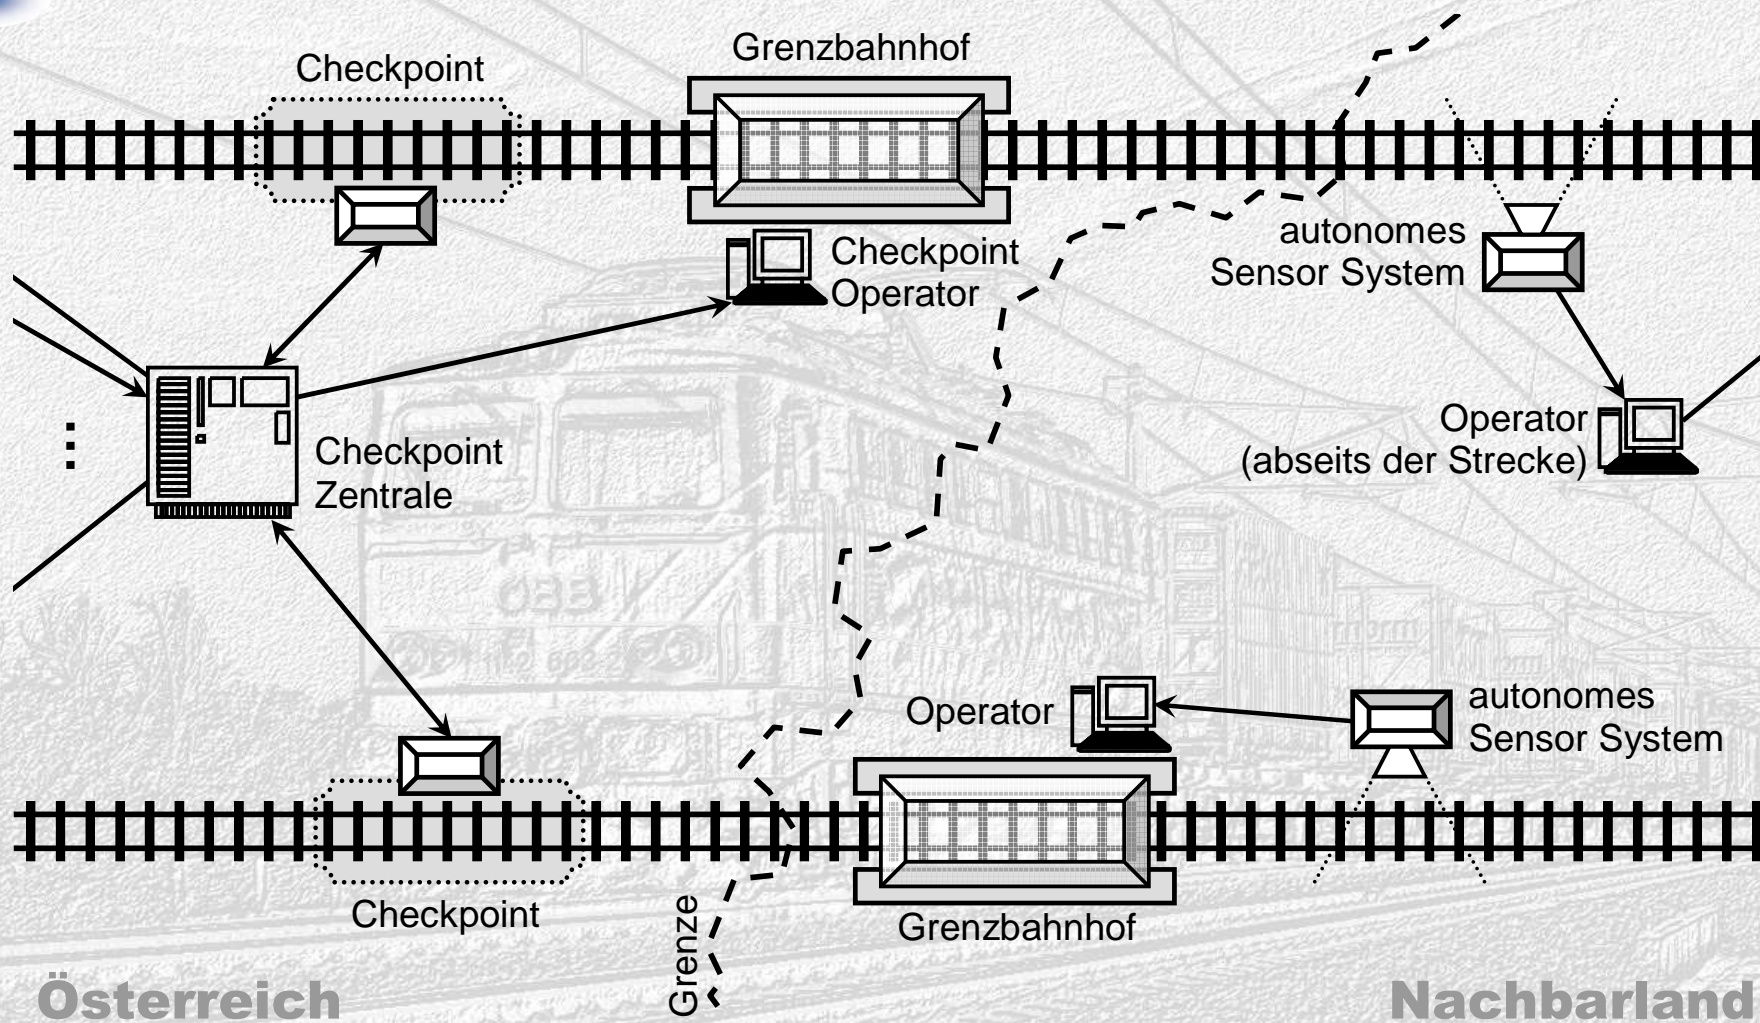 Grenzbahnhof
Checkpoint
autonomes
Sensor System
Checkpoint
Operator
Operator
(abseits der Strecke)
Checkpoint
Zentrale
ÖBB
autonomes
Sensor System
Operator
Checkpoint
Grenzbahnhof
Grenze
Österreich
Nachbarland